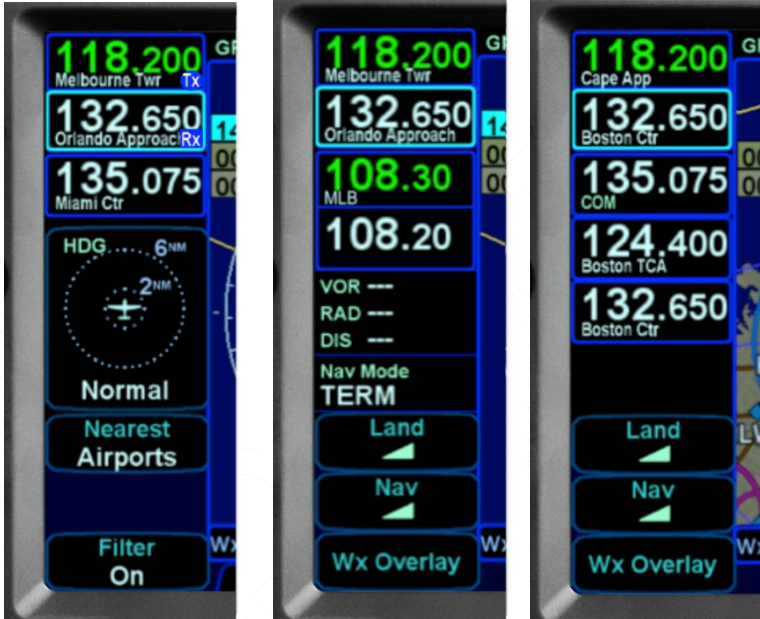 118.200
Melbourne Twr
Tx
132.650
Orlando Approach
Rx
135.075
Miami Ctr
HDG
6NM
2NM
Normal
Nearest
Airports
Filter
On
118.200
Melbourne Twr
132.650
Orlando Approach
108.30
MLB
108.20
VOR ---
RAD ---
DIS ---
Nav Mode
TERM
Land
Nav
Wx Overlay
118.200
Cape App
132.650
Boston Ctr
135.075
COM
124.400
Boston TCA
132.650
Boston Ctr
Land
Nav
Wx Overlay